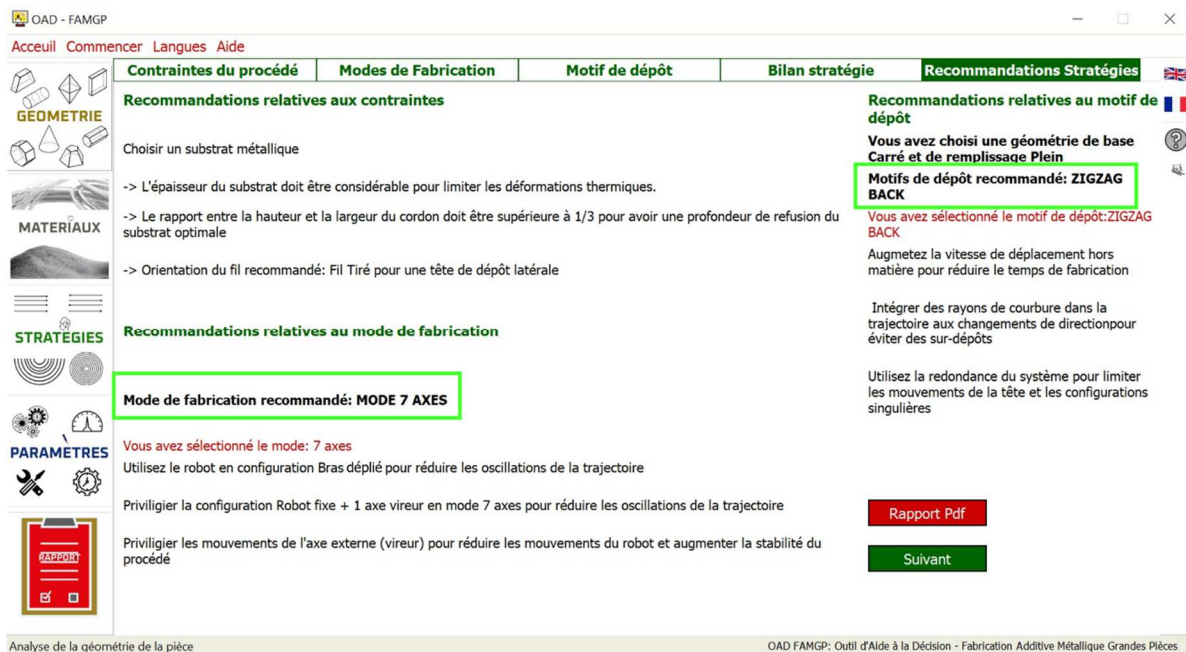 OAD - FAMGP
Acceuil Commencer Langues Aide
Contraintes du procédé
Modes de Fabrication
Motif de dépôt
Bilan stratégie
Recommandations Stratégies
GEOMETRIE
MATERIAUX
STRATEGIES
PARAMÈTRES
RAPPORT
Recommandations relatives aux contraintes
Choisir un substrat métallique
-> L'épaisseur du substrat doit être considérable pour limiter les déformations thermiques.
-> Le rapport entre la hauteur et la largeur du cordon doit être supérieure à 1/3 pour avoir une profondeur de refusion du
substrat optimale
-> Orientation du fil recommandé: Fil Tiré pour une tête de dépôt latérale
Recommandations relatives au mode de fabrication
Mode de fabrication recommandé: MODE 7 AXES
Vous avez sélectionné le mode: 7 axes
Utilisez le robot en configuration Bras déplié pour réduire les oscillations de la trajectoire
Priviligier la configuration Robot fixe + 1 axe vireur en mode 7 axes pour réduire les oscillations de la trajectoire
Priviligier les mouvements de l'axe externe (vireur) pour réduire les mouvements du robot et augmenter la stabilité du
procédé
Recommandations relatives au motif de
dépôt
Vous avez choisi une géométrie de base
Carré et de remplissage Plein
Motifs de dépôt recommandé: ZIGZAG
BACK
Vous avez sélectionné le motif de dépôt:ZIGZAG
BACK
Augmetez la vitesse de déplacement hors
matière pour réduire le temps de fabrication
Intégrer des rayons de courbure dans la
trajectoire aux changements de directionpour
éviter des sur-dépôts
Utilisez la redondance du système pour limiter
les mouvements de la tête et les configurations
singulières
Rapport Pdf
Suivant
Analyse de la géométrie de la pièce
OAD FAMGP: Outil d'Aide à la Décision - Fabrication Additive Métallique Grandes Pièces